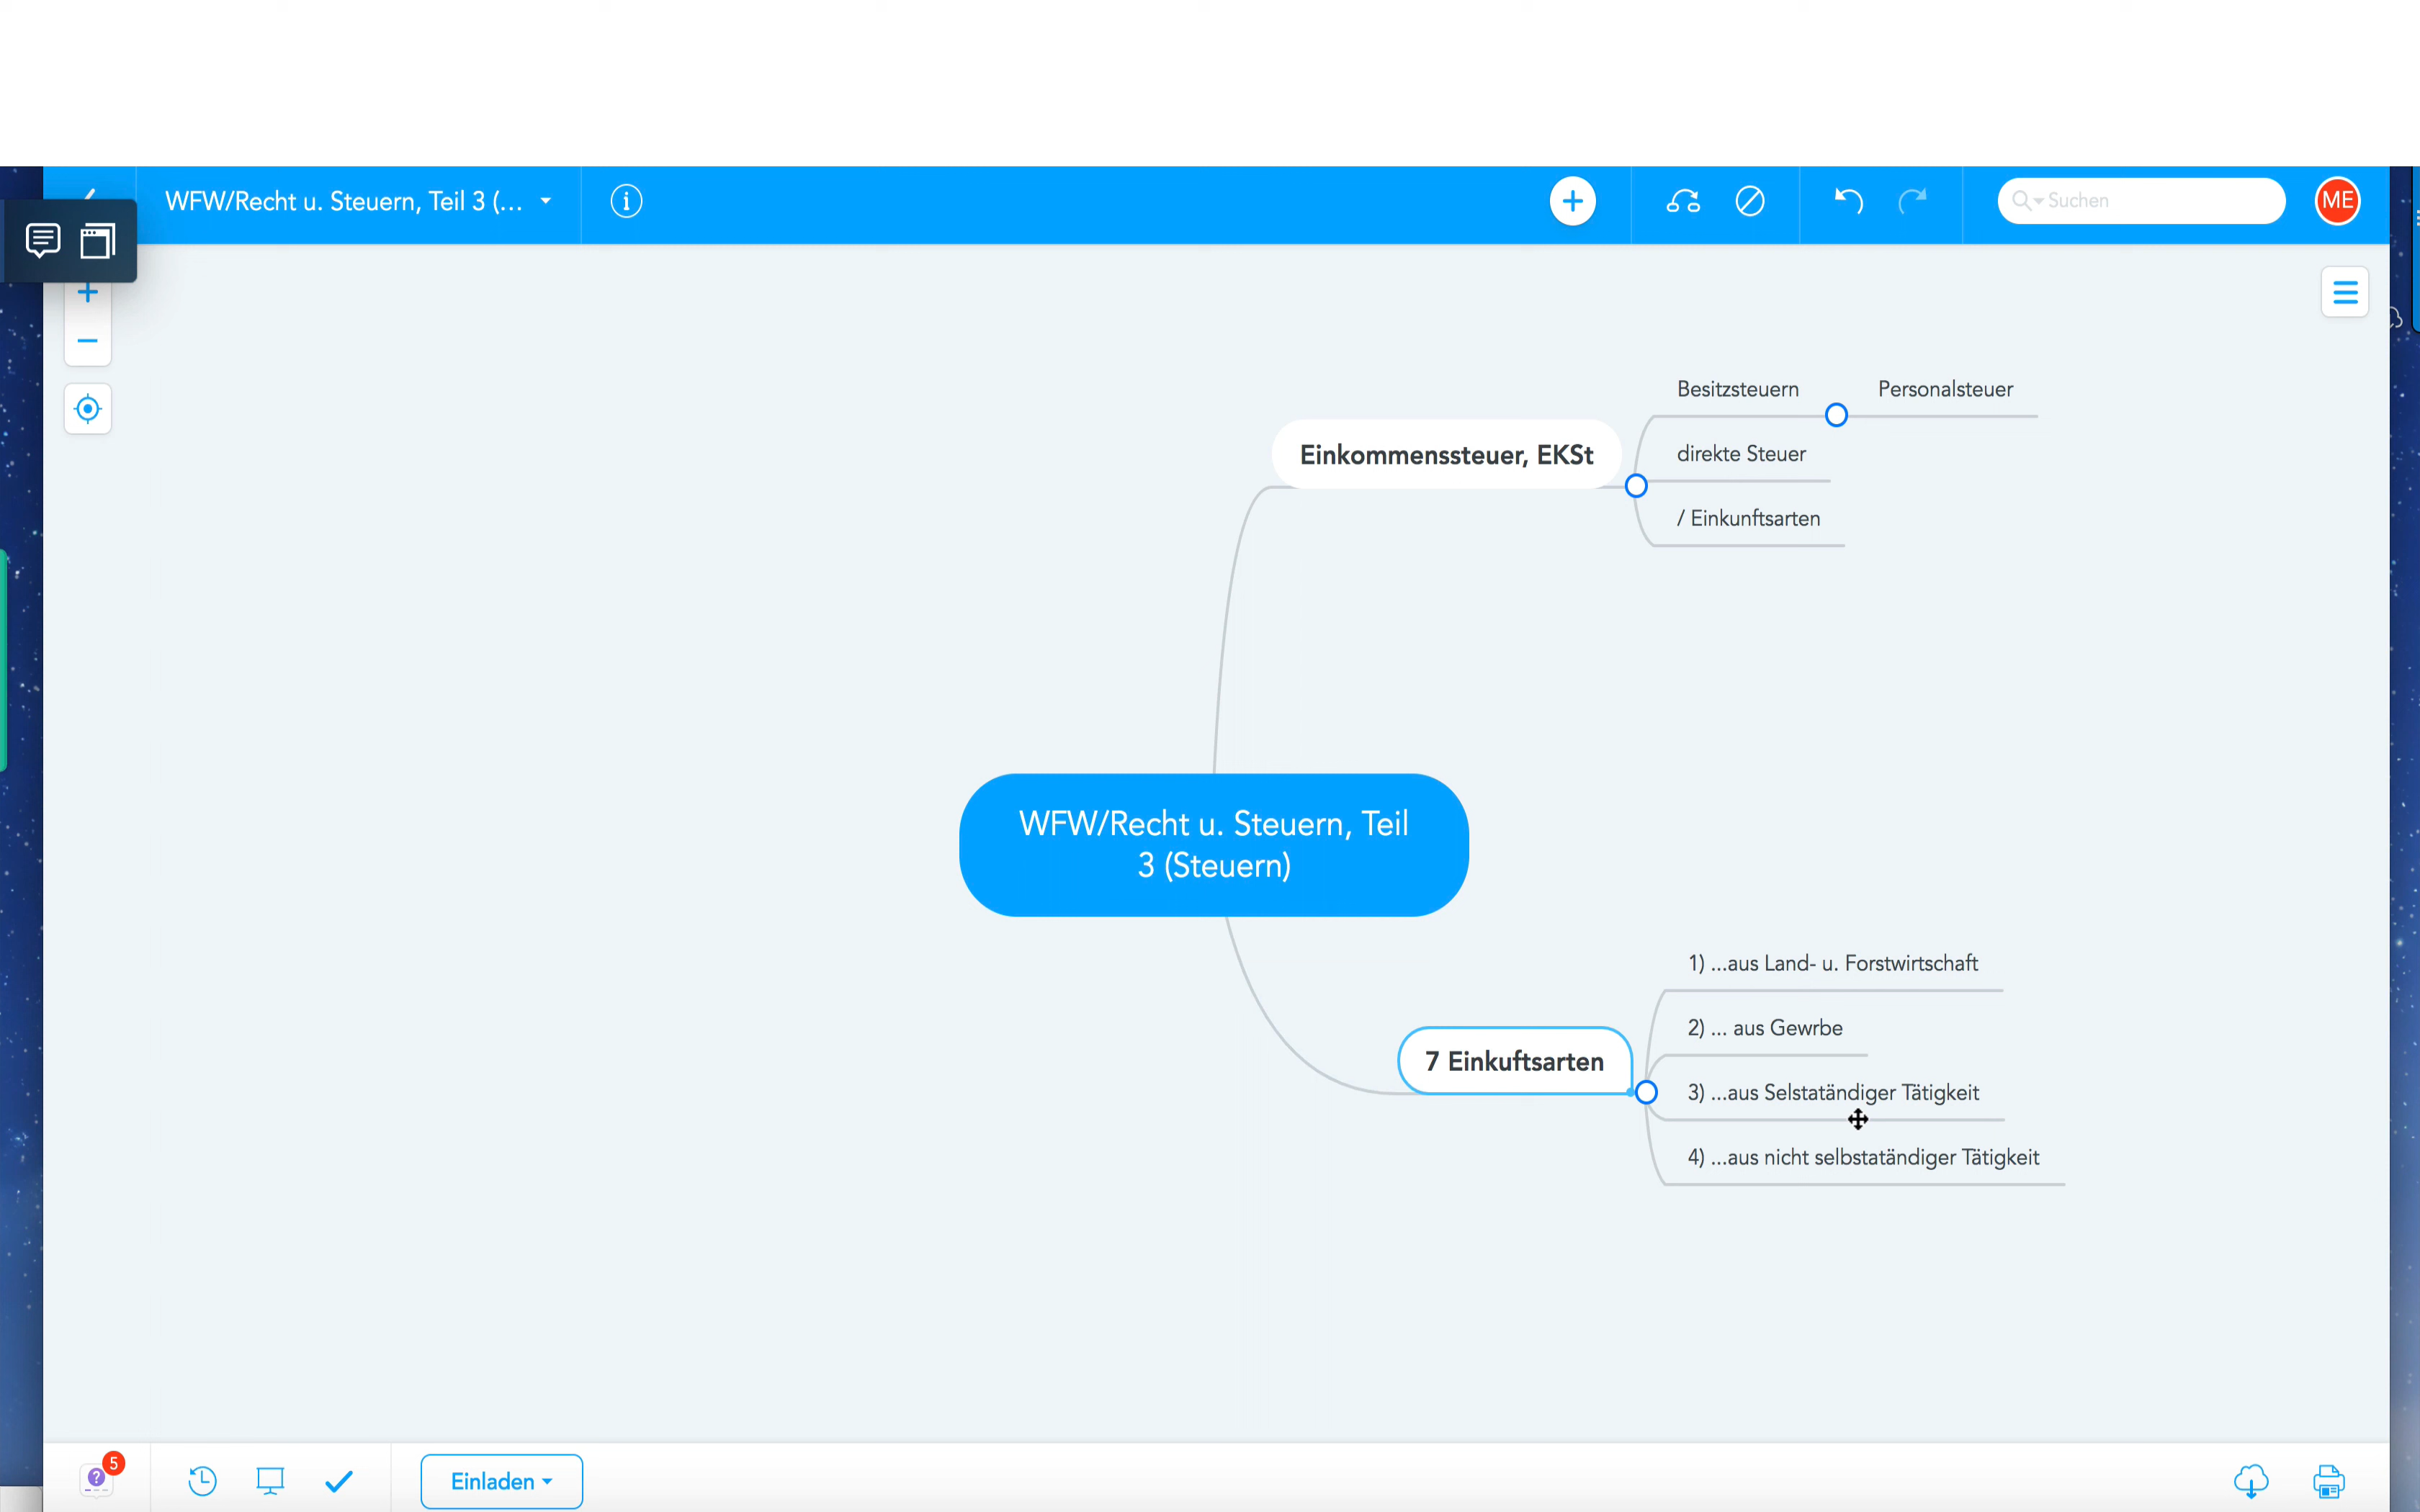 WFW/Recht u. Steuern, Teil 3 (...
Suchen
ME
Besitzsteuern
Personalsteuer
Einkommenssteuer, EKSt
direkte Steuer
/ Einkunftsarten
WFW/Recht u. Steuern, Teil
3 (Steuern)
1) ...aus Land- u. Forstwirtschaft
2) ... aus Gewrbe
7 Einkuftsarten
3) ...aus Selstatändiger Tätigkeit
4) ...aus nicht selbstatändiger Tätigkeit
5
Einladen